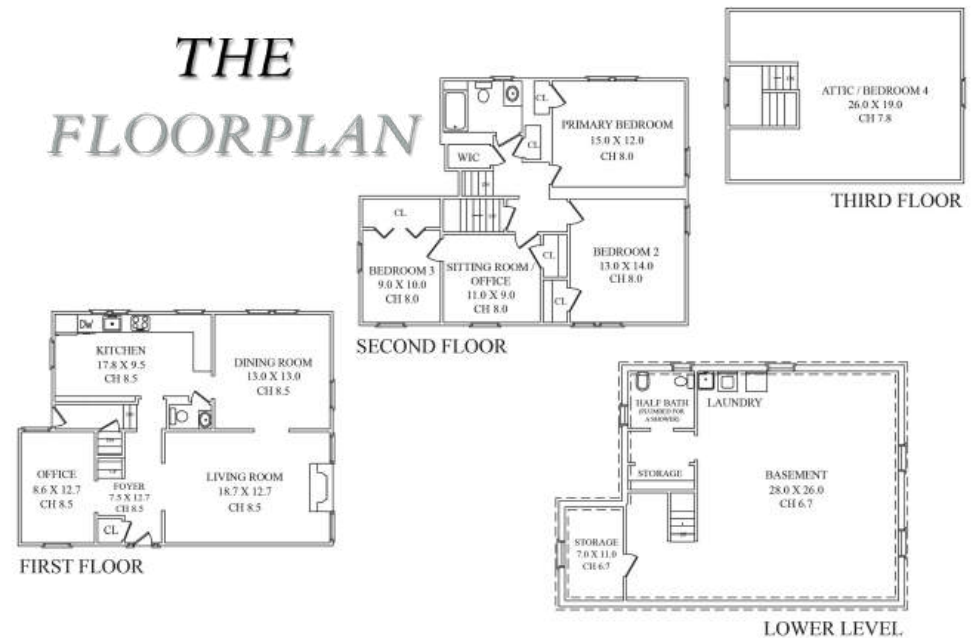 THE
FLOORPLAN
CL
CL
WIC
PRIMARY BEDROOM
15.0 X 12.0
CH 8.0
CL
BEDROOM 3
9.0 X 10.0
CH 8.0
SITTING ROOM /
OFFICE
11.0 X 9.0
CH 8.0
CL
CL
BEDROOM 2
13.0 X 14.0
CH 8.0
SECOND FLOOR
ATTIC / BEDROOM 4
26.0 X 19.0
CH 7.8
THIRD FLOOR
DW
KITCHEN
17.8 X 9.5
CH 8.5
DINING ROOM
13.0 X 13.0
CH 8.5
OFFICE
8.6 X 12.7
CH 8.5
FOYER
7.5 X 12.7
CH 8.5
CL
LIVING ROOM
18.7 X 12.7
CH 8.5
FIRST FLOOR
HALF BATH
(PLUMBED FOR
A SHOWER)
LAUNDRY
STORAGE
BASEMENT
28.0 X 26.0
CH 6.7
STORAGE
7.0 X 11.0
CH 6.7
LOWER LEVEL